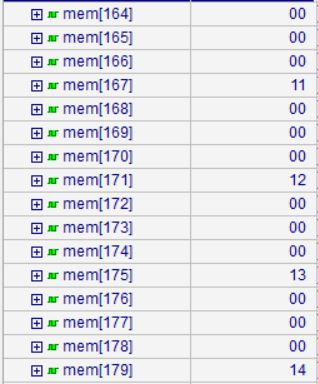 mem[164] 00
mem[165] 00
mem[166] 00
mem[167] 11
mem[168] 00
mem[169] 00
mem[170] 00
mem[171] 12
mem[172] 00
mem[173] 00
mem[174] 00
mem[175] 13
mem[176] 00
mem[177] 00
mem[178] 00
mem[179] 14